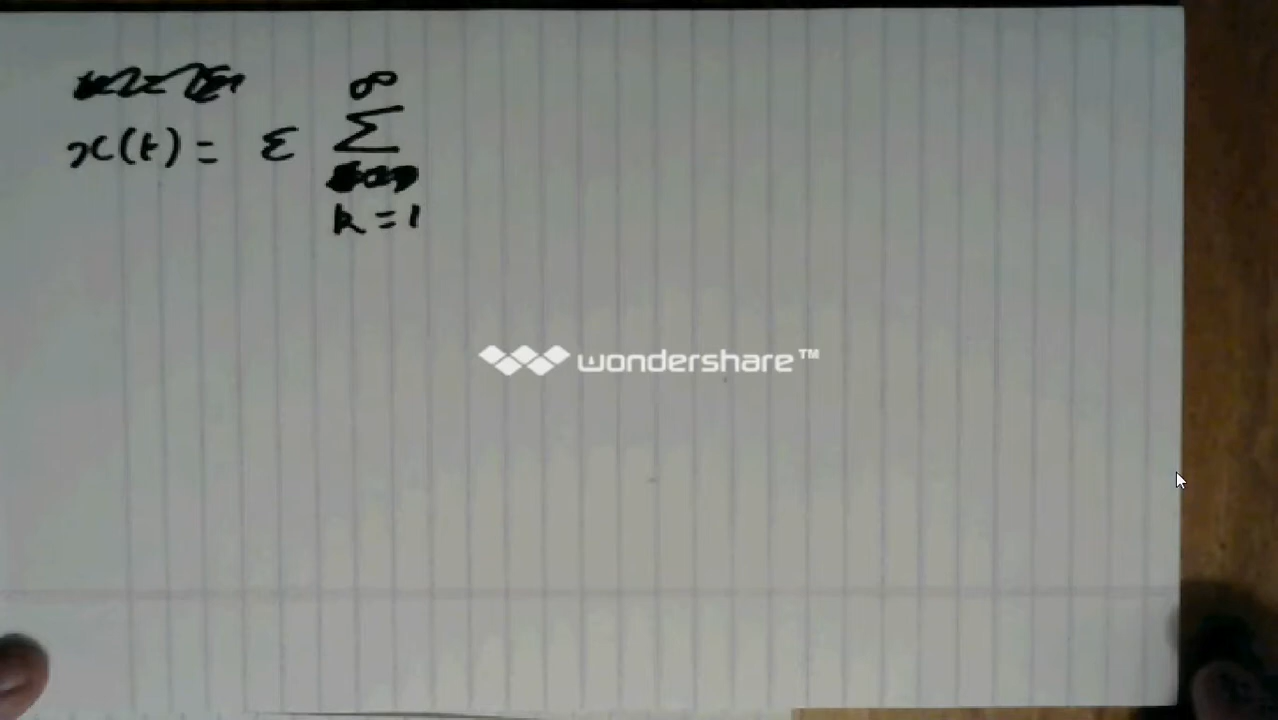 ∞
x(t) = ε Σ
k = 1
wondershare™